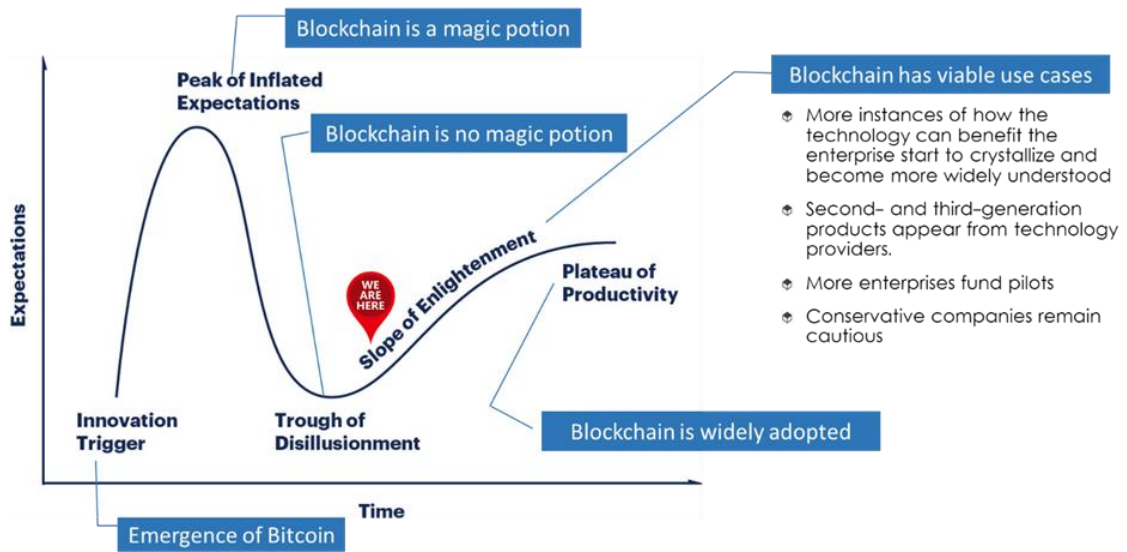 Blockchain is a magic potion
Peak of Inflated
Expectations
Blockchain is no magic potion
Blockchain has viable use cases
More instances of how the
technology can benefit the
enterprise start to crystallize and
become more widely understood
Second- and third-generation
products appear from technology
providers.
More enterprises fund pilots
Conservative companies remain
cautious
Expectations
WE
ARE
HERE
Slope of Enlightenment
Plateau of
Productivity
Innovation
Trigger
Trough of
Disillusionment
Blockchain is widely adopted
Time
Emergence of Bitcoin